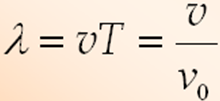 λ = vT = v / v₀